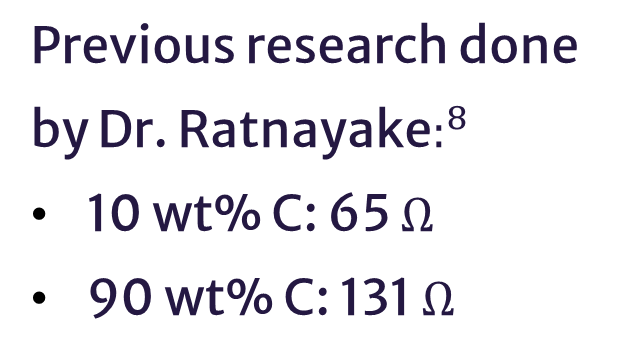 Previous research done
by Dr. Ratnayake:⁸
• 10 wt% C: 65 Ω
• 90 wt% C: 131 Ω